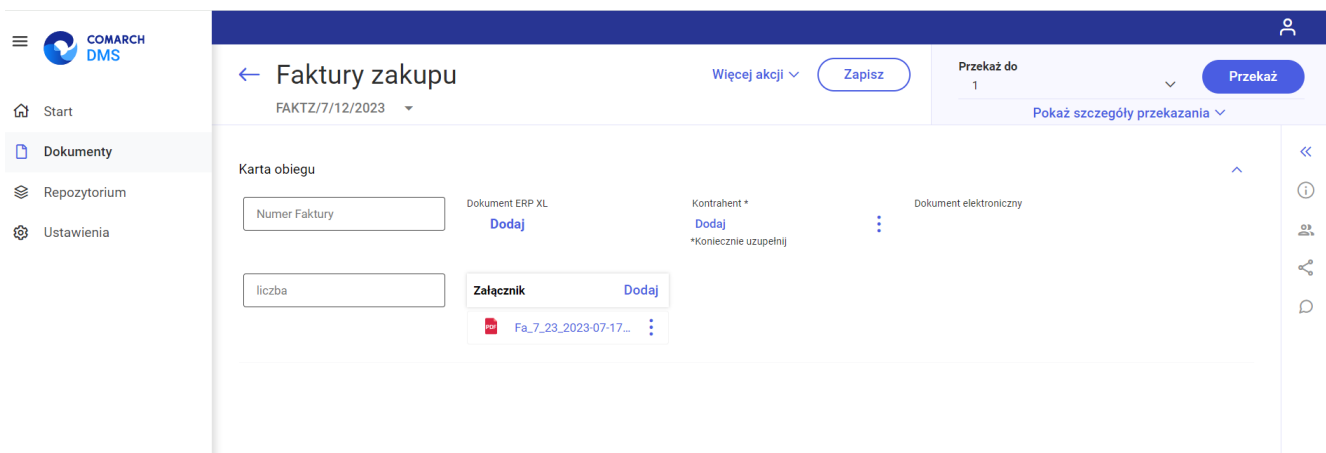 COMARCH
DMS
Start
Dokumenty
Repozytorium
Ustawienia
Faktury zakupu
FAKTZ/7/12/2023
Więcej akcji
Zapisz
Przekaż do
1
Przekaż
Pokaż szczegóły przekazania
Karta obiegu
Numer Faktury
Dokument ERP XL
Dodaj
Kontrahent *
Dodaj
*Koniecznie uzupełnij
Dokument elektroniczny
liczba
Załącznik Dodaj
PDF Fa_7_23_2023-07-17...